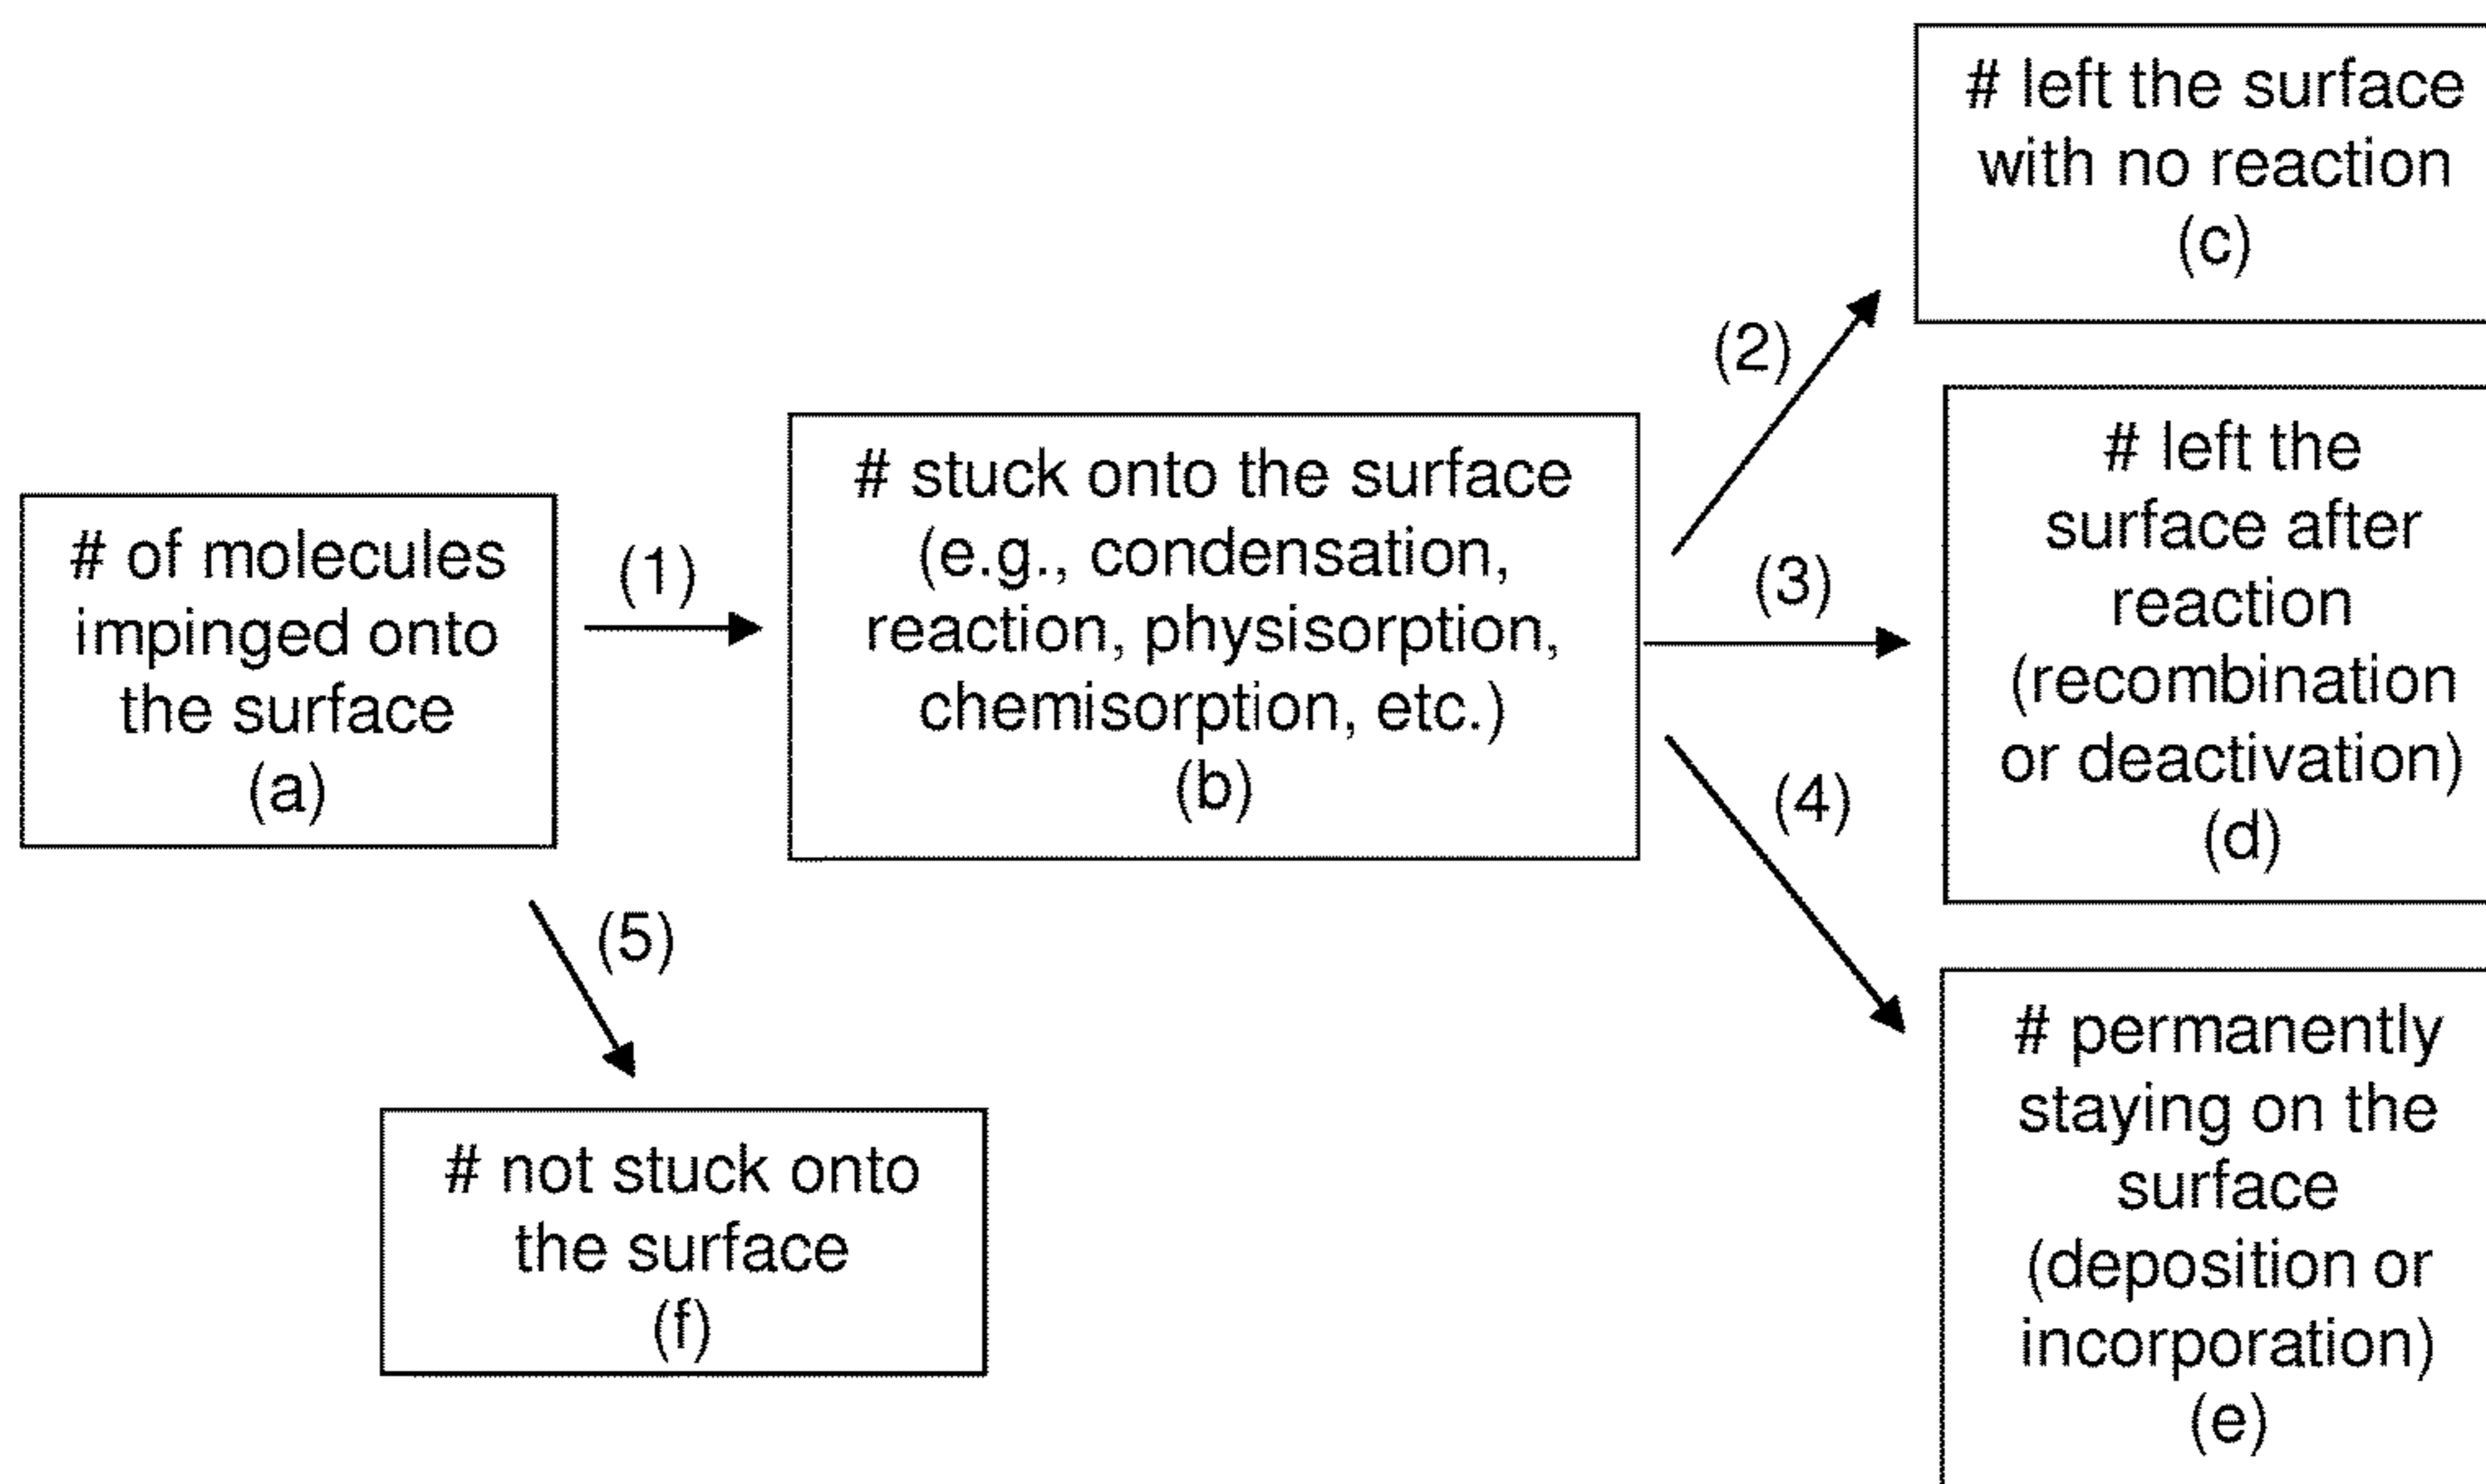 # of molecules
impinged onto
the surface
(a)
(1)
# stuck onto the surface
(e.g., condensation,
reaction, physisorption,
chemisorption, etc.)
(b)
(2)
# left the surface
with no reaction
(c)
(3)
# left the
surface after
reaction
(recombination
or deactivation)
(d)
(4)
# permanently
staying on the
surface
(deposition or
incorporation)
(e)
(5)
# not stuck onto
the surface
(f)